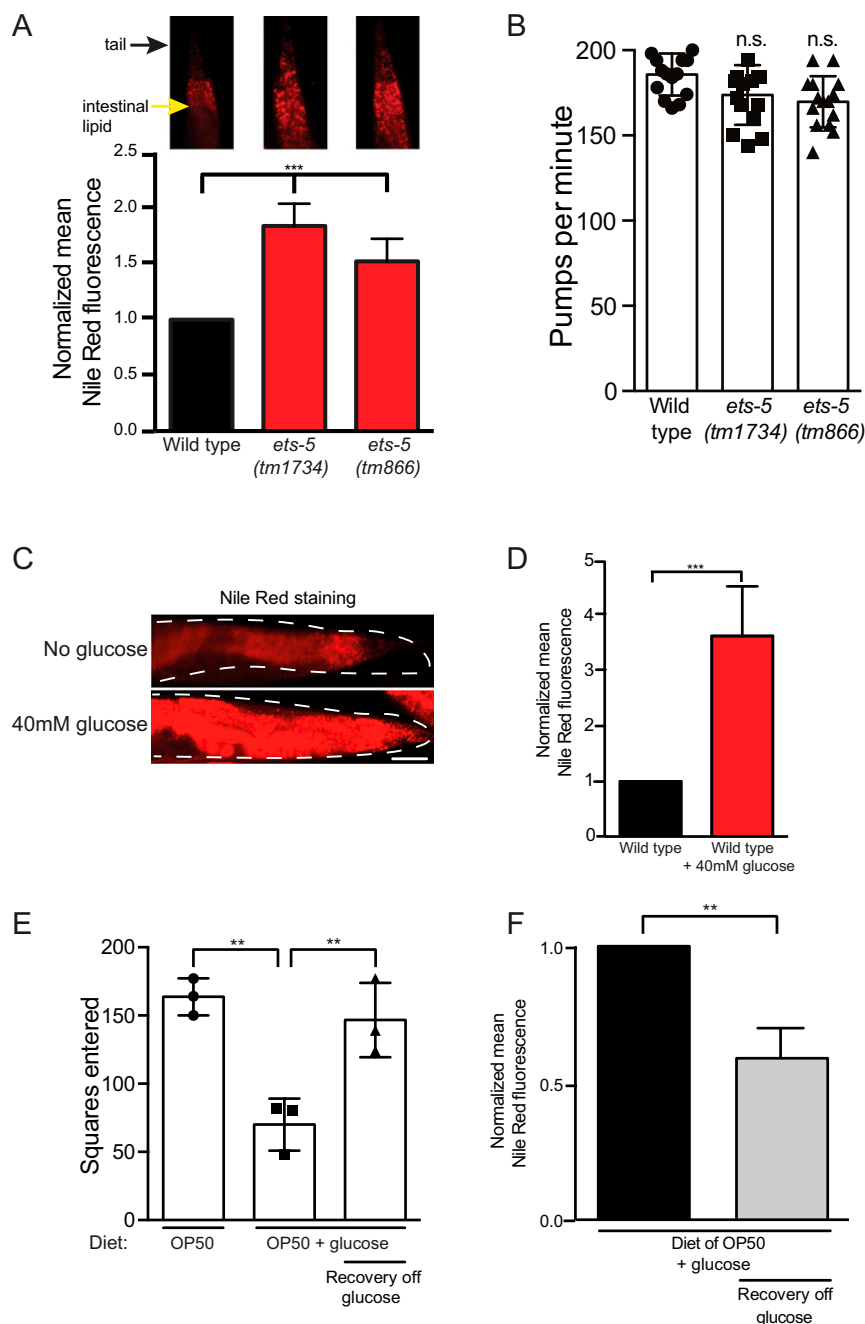 A
tail
intestinal
lipid
2.5
2.0
1.5
1.0
0.5
0.0
Normalized mean
Nile Red fluorescence
***
Wild type
ets-5
(tm1734)
ets-5
(tm866)
B
200
150
100
50
0
Pumps per minute
n.s.
n.s.
Wild
type
ets-5
(tm1734)
ets-5
(tm866)
C
Nile Red staining
No glucose
40mM glucose
D
5
4
3
2
1
0
Normalized mean
Nile Red fluorescence
***
Wild type
Wild type
+ 40mM glucose
E
200
150
100
50
0
Squares entered
**
**
Diet:
OP50
OP50 + glucose
Recovery off
glucose
F
1.0
0.5
0.0
Normalized mean
Nile Red fluorescence
**
Diet of OP50
+ glucose
Recovery off
glucose